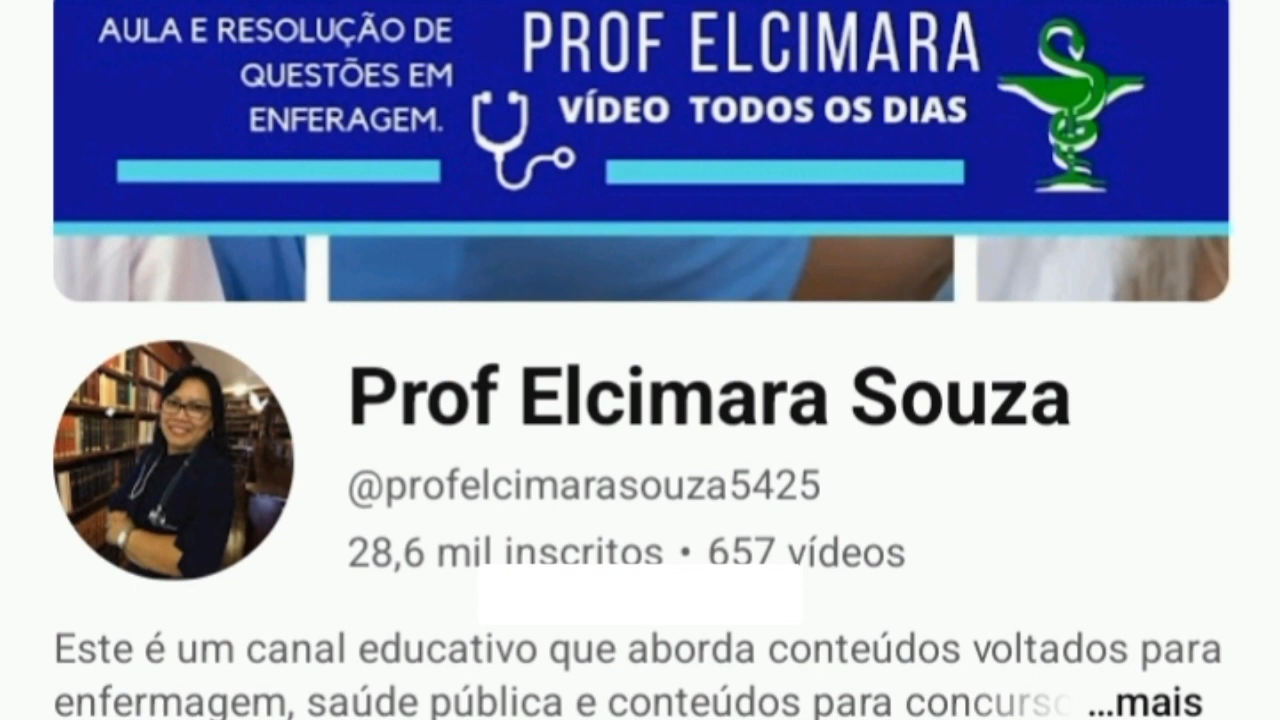 AULA E RESOLUÇÃO DE
QUESTÕES EM
ENFERAGEM.
PROF ELCIMARA
VÍDEO TODOS OS DIAS
Prof Elcimara Souza
@profelcimarasouza5425
28,6 mil inscritos • 657 vídeos
Este é um canal educativo que aborda conteúdos voltados para
enfermagem, saúde pública e conteúdos para concurso ...mais